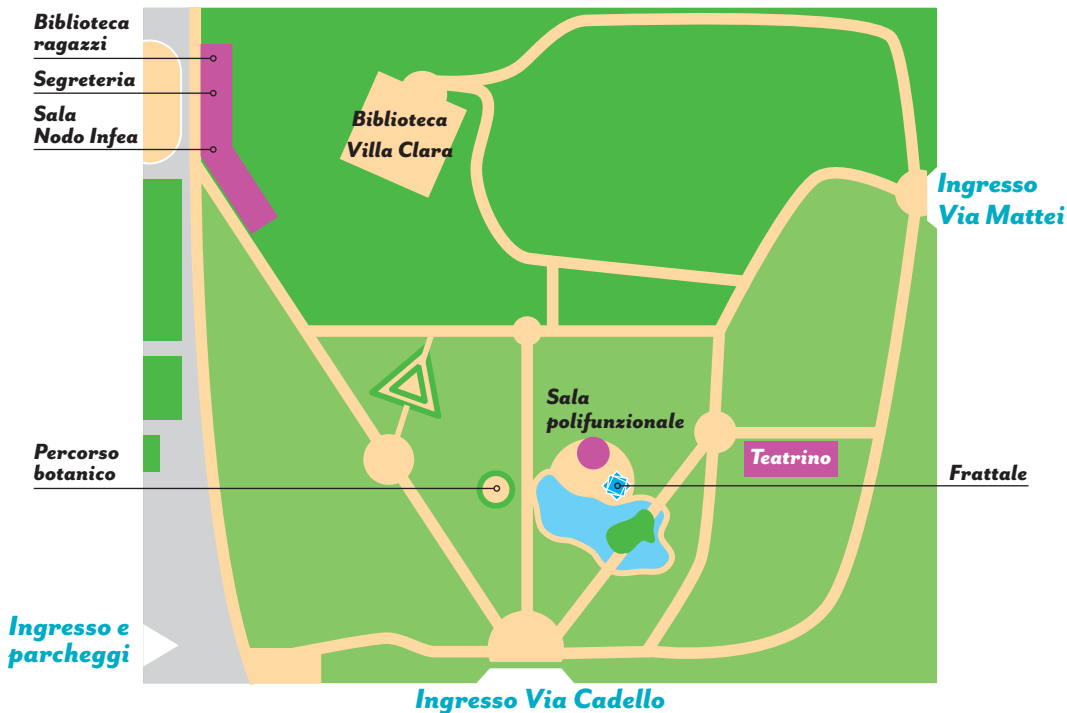 Biblioteca
ragazzi
Segreteria
Sala
Nodo Infea
Biblioteca
Villa Clara
Ingresso
Via Mattei
Sala
polifunzionale
Teatrino
Percorso
botanico
Frattale
Ingresso e
parcheggi
Ingresso Via Cadello